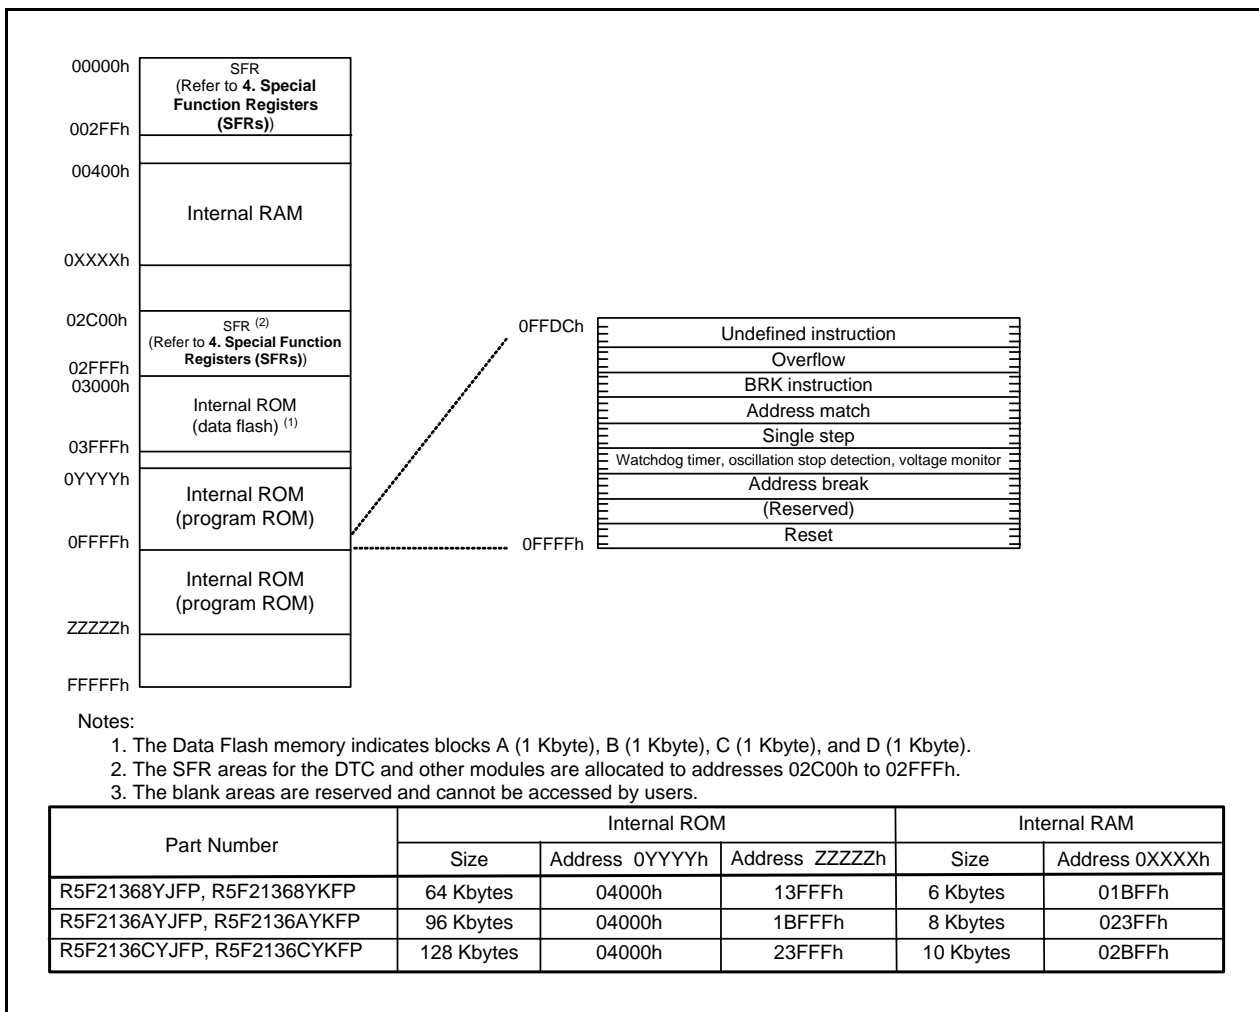 00000h
SFR
(Refer to 4. Special
Function Registers
(SFRs))
002FFh
00400h
Internal RAM
0XXXXh
02C00h
SFR (2)
(Refer to 4. Special Function
Registers (SFRs))
02FFFh
03000h
Internal ROM
(data flash) (1)
03FFFh
0YYYYh
Internal ROM
(program ROM)
0FFFFh
Internal ROM
(program ROM)
ZZZZZh
FFFFFh
0FFDCh
Undefined instruction
Overflow
BRK instruction
Address match
Single step
Watchdog timer, oscillation stop detection, voltage monitor
Address break
(Reserved)
Reset
0FFFFh
Notes:
1. The Data Flash memory indicates blocks A (1 Kbyte), B (1 Kbyte), C (1 Kbyte), and D (1 Kbyte).
2. The SFR areas for the DTC and other modules are allocated to addresses 02C00h to 02FFFh.
3. The blank areas are reserved and cannot be accessed by users.
Part Number Internal ROM Internal RAM
Size Address 0YYYYh Address ZZZZZh Size Address 0XXXXh
R5F21368YJFP, R5F21368YKFP 64 Kbytes 04000h 13FFFh 6 Kbytes 01BFFh
R5F2136AYJFP, R5F2136AYKFP 96 Kbytes 04000h 1BFFFh 8 Kbytes 023FFh
R5F2136CYJFP, R5F2136CYKFP 128 Kbytes 04000h 23FFFh 10 Kbytes 02BFFh